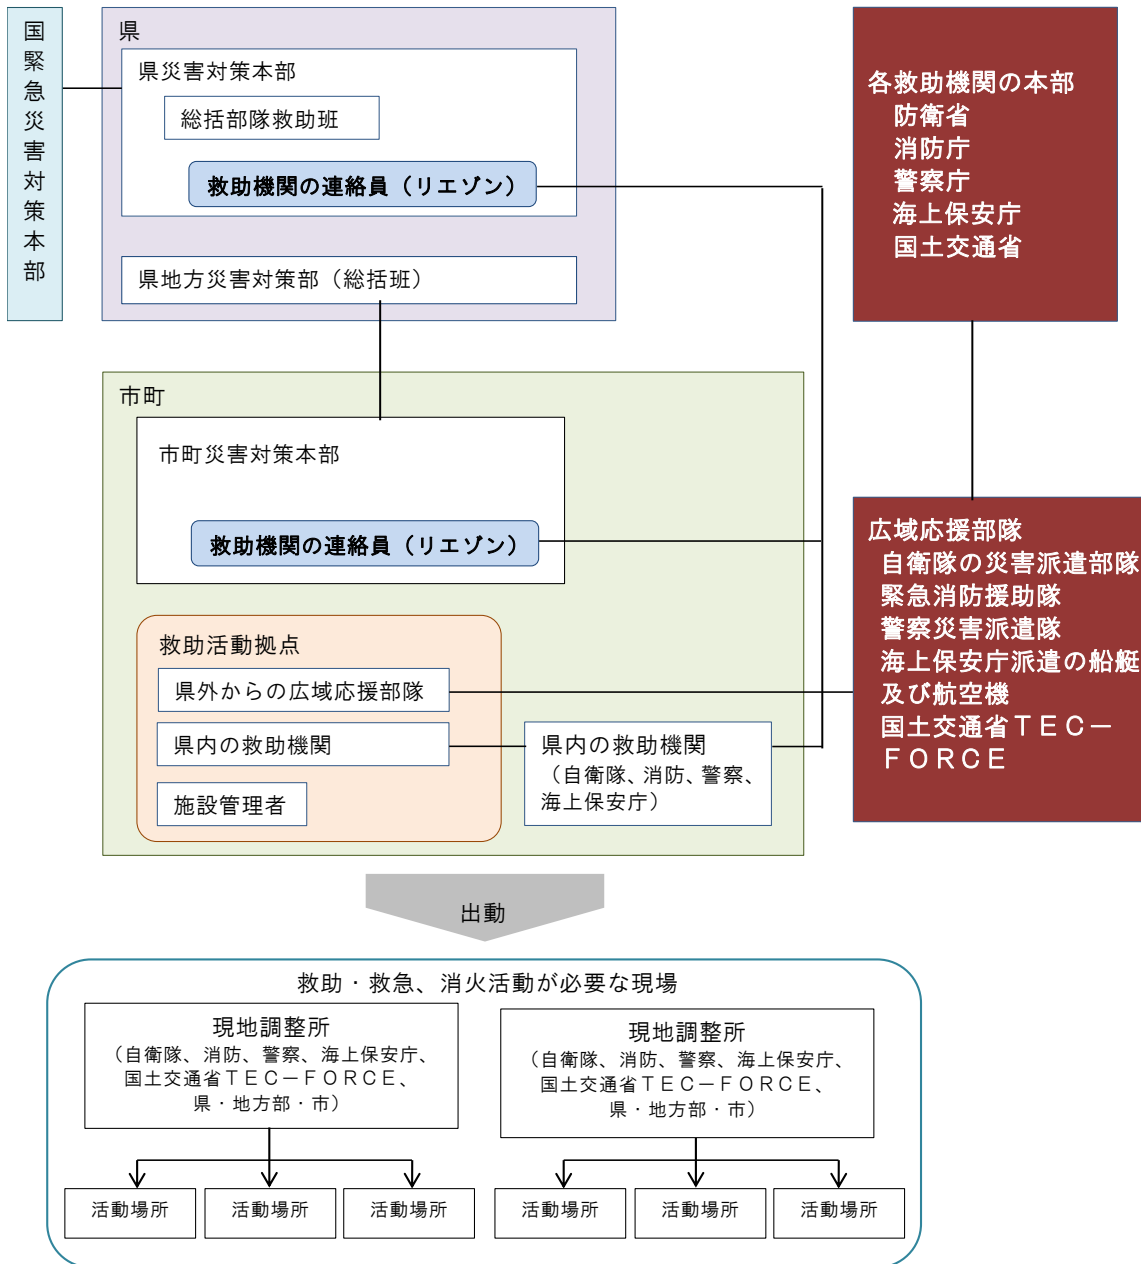 国緊急災害対策本部
県
県災害対策本部
総括部隊救助班
救助機関の連絡員（リエゾン）
県地方災害対策部（総括班）
各救助機関の本部
防衛省
消防庁
警察庁
海上保安庁
国土交通省
市町
市町災害対策本部
救助機関の連絡員（リエゾン）
救助活動拠点
県外からの広域応援部隊
県内の救助機関
施設管理者
県内の救助機関
（自衛隊、消防、警察、
海上保安庁）
広域応援部隊
自衛隊の災害派遣部隊
緊急消防援助隊
警察災害派遣隊
海上保安庁派遣の船艇
及び航空機
国土交通省ＴＥＣ－
ＦＯＲＣＥ
出動
救助・救急、消火活動が必要な現場
現地調整所
（自衛隊、消防、警察、海上保安庁、
国土交通省ＴＥＣ－ＦＯＲＣＥ、
県・地方部・市）
現地調整所
（自衛隊、消防、警察、海上保安庁、
国土交通省ＴＥＣ－ＦＯＲＣＥ、
県・地方部・市）
活動場所
活動場所
活動場所
活動場所
活動場所
活動場所